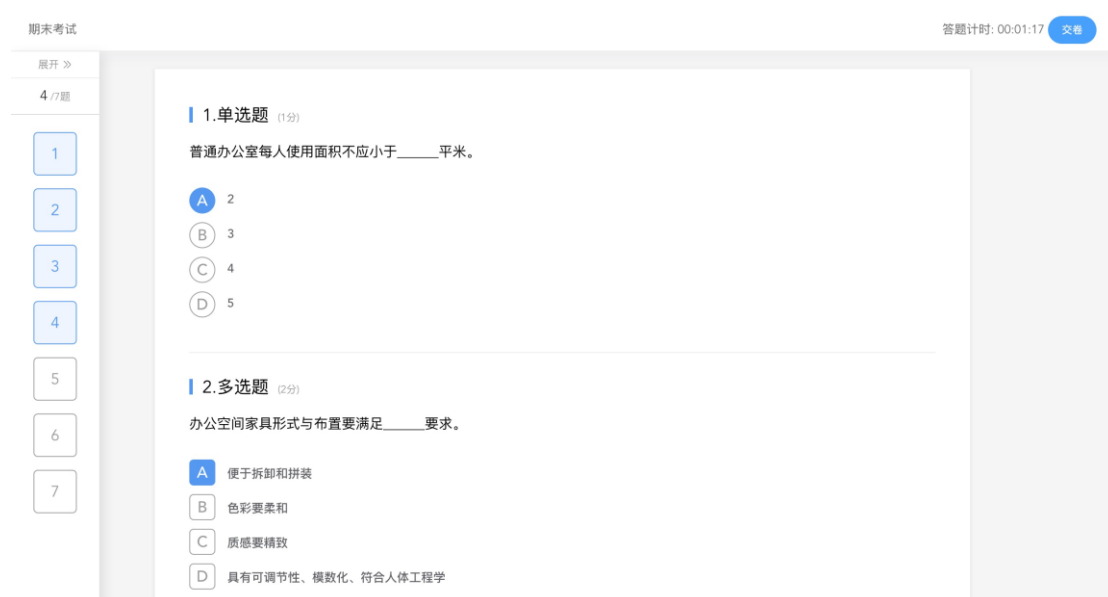 期末考试
答题计时: 00:01:17 交卷
展开 »
4 /7题
1
2
3
4
5
6
7
1.单选题 (1分)
普通办公室每人使用面积不应小于______平米。
A 2
B 3
C 4
D 5
2.多选题 (2分)
办公空间家具形式与布置要满足______要求。
A 便于拆卸和拼装
B 色彩要柔和
C 质感要精致
D 具有可调节性、模数化、符合人体工程学